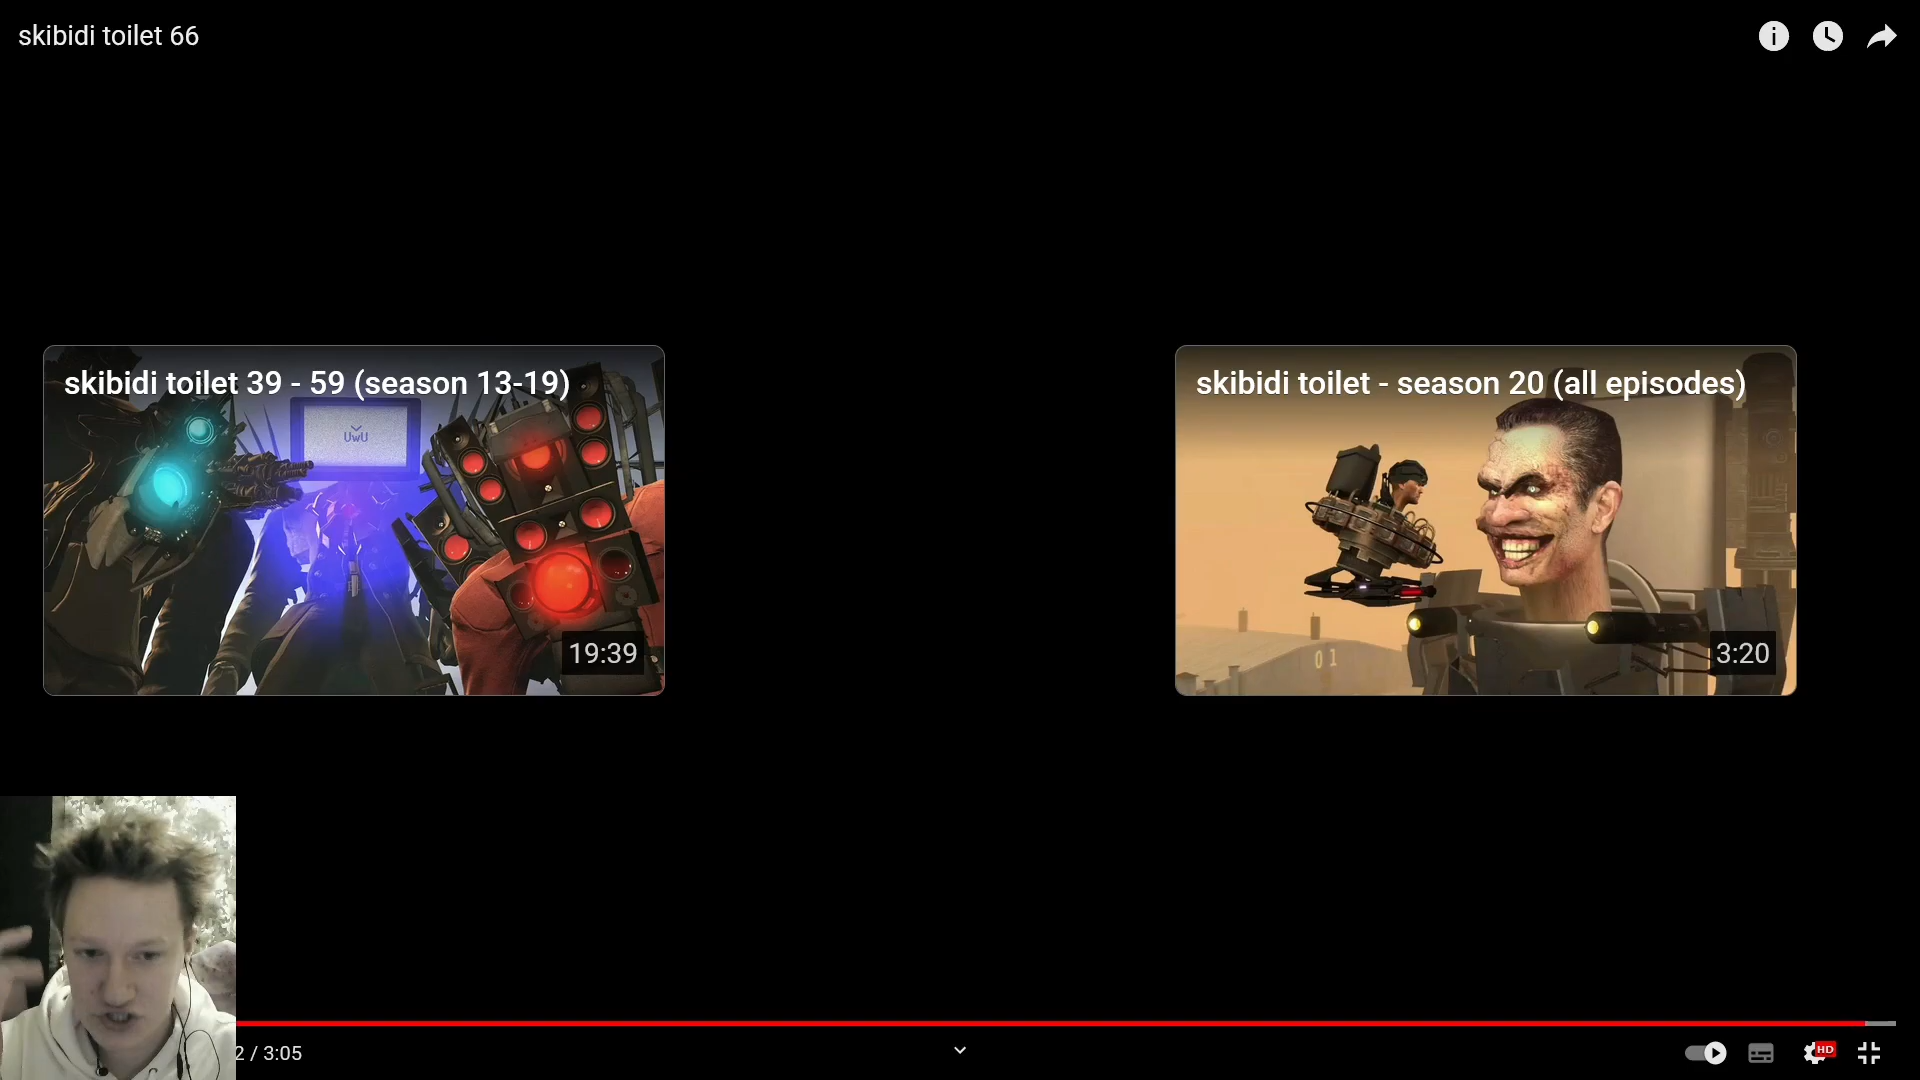 skibidi toilet 66
skibidi toilet 39 - 59 (season 13-19)
UwU
19:39
skibidi toilet - season 20 (all episodes)
01
3:20
2 / 3:05
HD